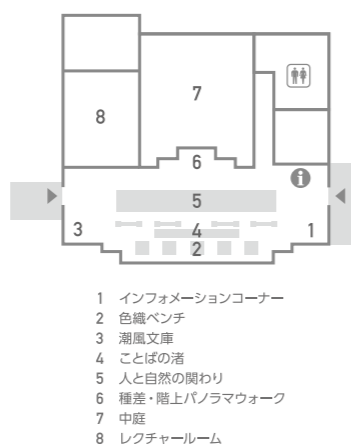 7
8
6
5
i
3
4
1
2
1 インフォメーションコーナー
2 色織ベンチ
3 潮風文庫
4 ことばの渚
5 人と自然の関わり
6 種差・階上パノラマウォーク
7 中庭
8 レクチャールーム